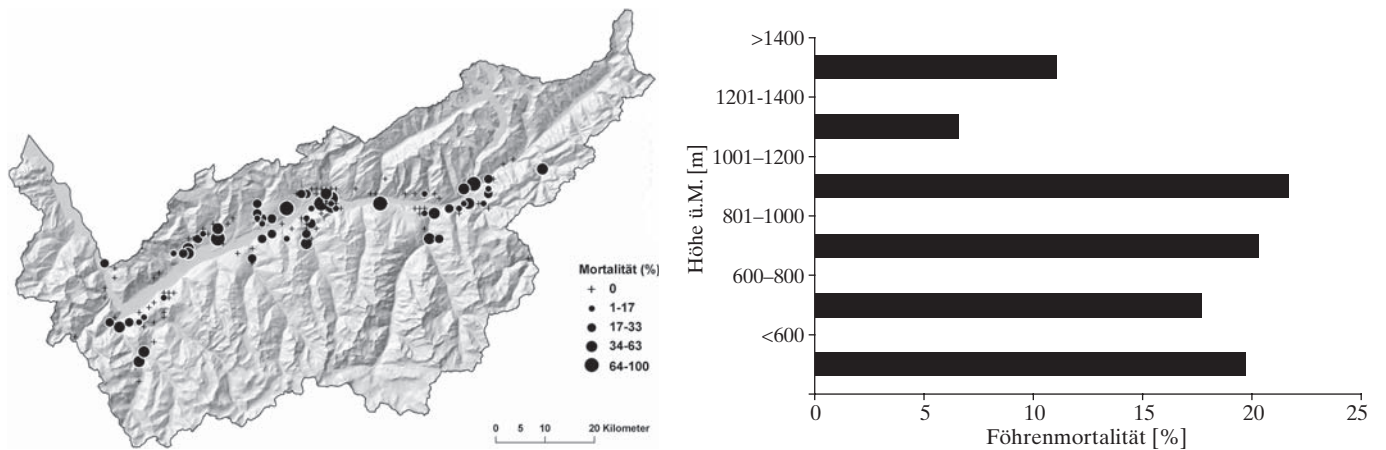 Mortalität (%)
+ 0
1-17
17-33
34-63
64-100
0 5 10 20 Kilometer
Höhe ü.M. [m]
>1400
1201-1400
1001-1200
801–1000
600–800
<600
0 5 10 15 20 25
Föhrenmortalität [%]